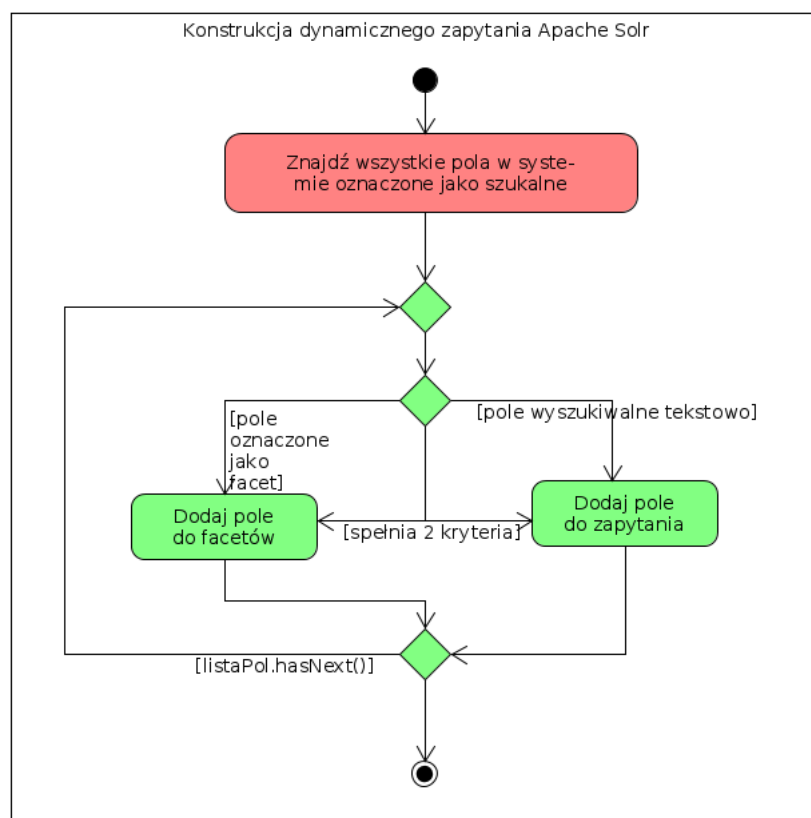 Konstrukcja dynamicznego zapytania Apache Solr
Znajdź wszystkie pola w syste-
mie oznaczone jako szukalne
[pole
oznaczone
jako
facet]
[pole wyszukiwalne tekstowo]
Dodaj pole
do facetów
[spełnia 2 kryteria]
Dodaj pole
do zapytania
[listaPol.hasNext()]